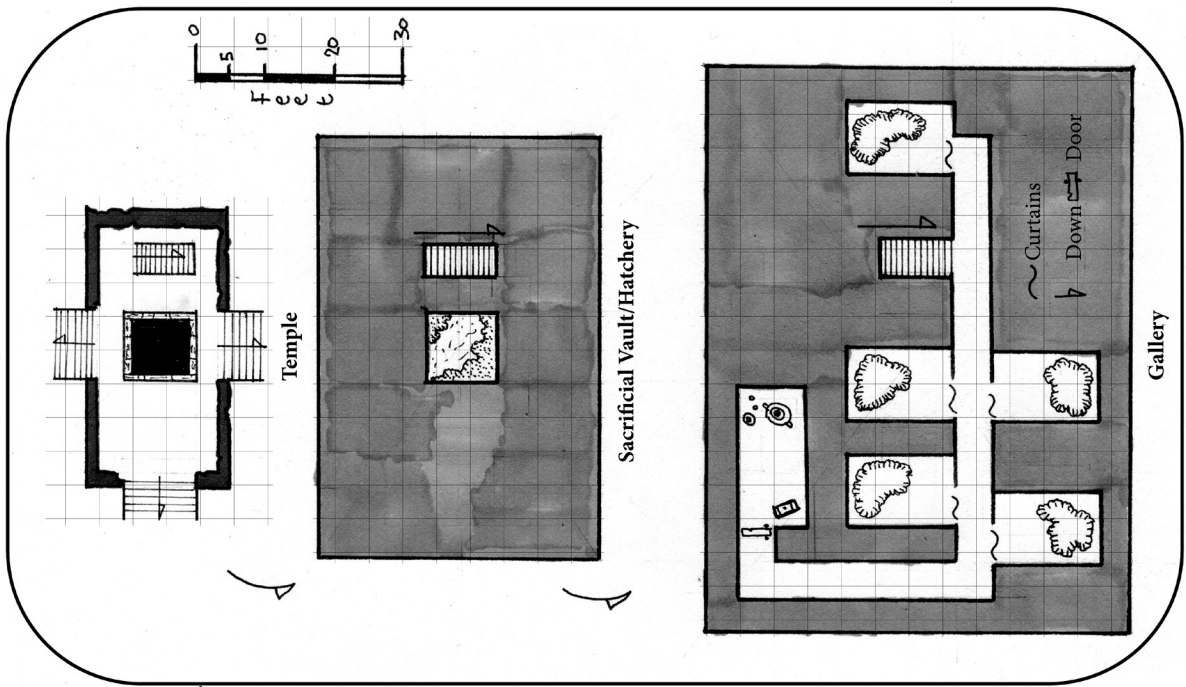 0 5 10 20 30
Feet
Temple
Sacrificial Vault/Hatchery
Gallery
Curtains
Down
Door